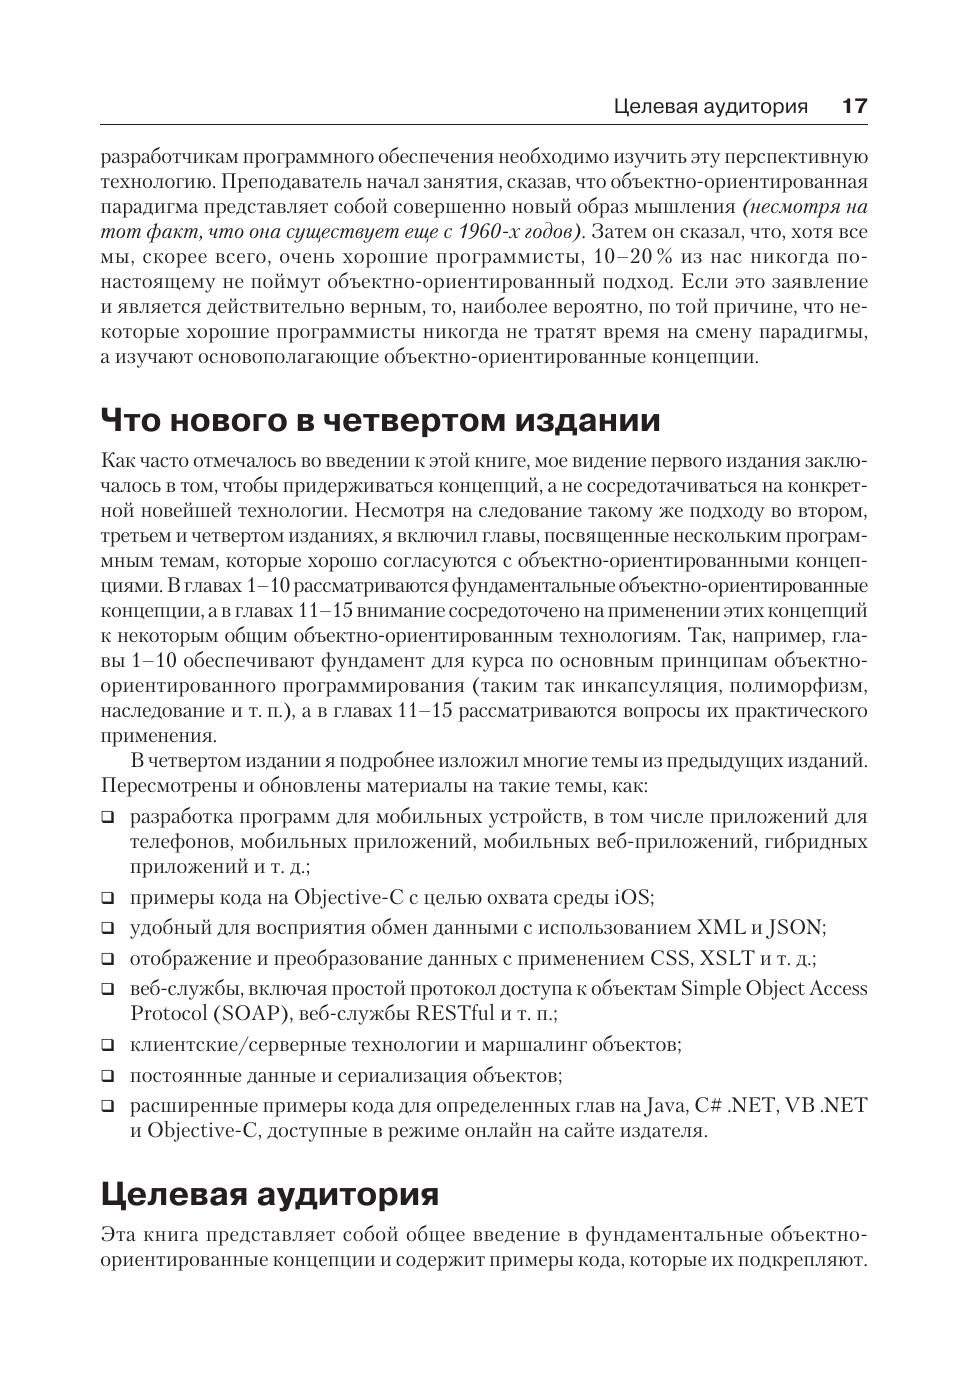 Целевая аудитория 17
разработчикам программного обеспечения необходимо изучить эту перспективную
технологию. Преподаватель начал занятия, сказав, что объектно-ориентированная
парадигма представляет собой совершенно новый образ мышления (несмотря на
тот факт, что она существует еще с 1960-х годов). Затем он сказал, что, хотя все
мы, скорее всего, очень хорошие программисты, 10–20 % из нас никогда по-
настоящему не поймут объектно-ориентированный подход. Если это заявление
и является действительно верным, то, наиболее вероятно, по той причине, что не-
которые хорошие программисты никогда не тратят время на смену парадигмы,
а изучают основополагающие объектно-ориентированные концепции.
Что нового в четвертом издании
Как часто отмечалось во введении к этой книге, мое видение первого издания заклю-
чалось в том, чтобы придерживаться концепций, а не сосредотачиваться на конкрет-
ной новейшей технологии. Несмотря на следование такому же подходу во втором,
третьем и четвертом изданиях, я включил главы, посвященные нескольким програм-
мным темам, которые хорошо согласуются с объектно-ориентированными концеп-
циями. В главах 1–10 рассматриваются фундаментальные объектно-ориентированные
концепции, а в главах 11–15 внимание сосредоточено на применении этих концепций
к некоторым общим объектно-ориентированным технологиям. Так, например, гла-
вы 1–10 обеспечивают фундамент для курса по основным принципам объектно-
ориентированного программирования (таким так инкапсуляция, полиморфизм,
наследование и т. п.), а в главах 11–15 рассматриваются вопросы их практического
применения.
В четвертом издании я подробнее изложил многие темы из предыдущих изданий.
Пересмотрены и обновлены материалы на такие темы, как:
❑ разработка программ для мобильных устройств, в том числе приложений для
телефонов, мобильных приложений, мобильных веб-приложений, гибридных
приложений и т. д.;
❑ примеры кода на Objective-C с целью охвата среды iOS;
❑ удобный для восприятия обмен данными с использованием XML и JSON;
❑ отображение и преобразование данных с применением CSS, XSLT и т. д.;
❑ веб-службы, включая простой протокол доступа к объектам Simple Object Access
Protocol (SOAP), веб-службы RESTful и т. п.;
❑ клиентские/серверные технологии и маршалинг объектов;
❑ постоянные данные и сериализация объектов;
❑ расширенные примеры кода для определенных глав на Java, C# .NET, VB .NET
и Objective-C, доступные в режиме онлайн на сайте издателя.
Целевая аудитория
Эта книга представляет собой общее введение в фундаментальные объектно-
ориентированные концепции и содержит примеры кода, которые их подкрепляют.